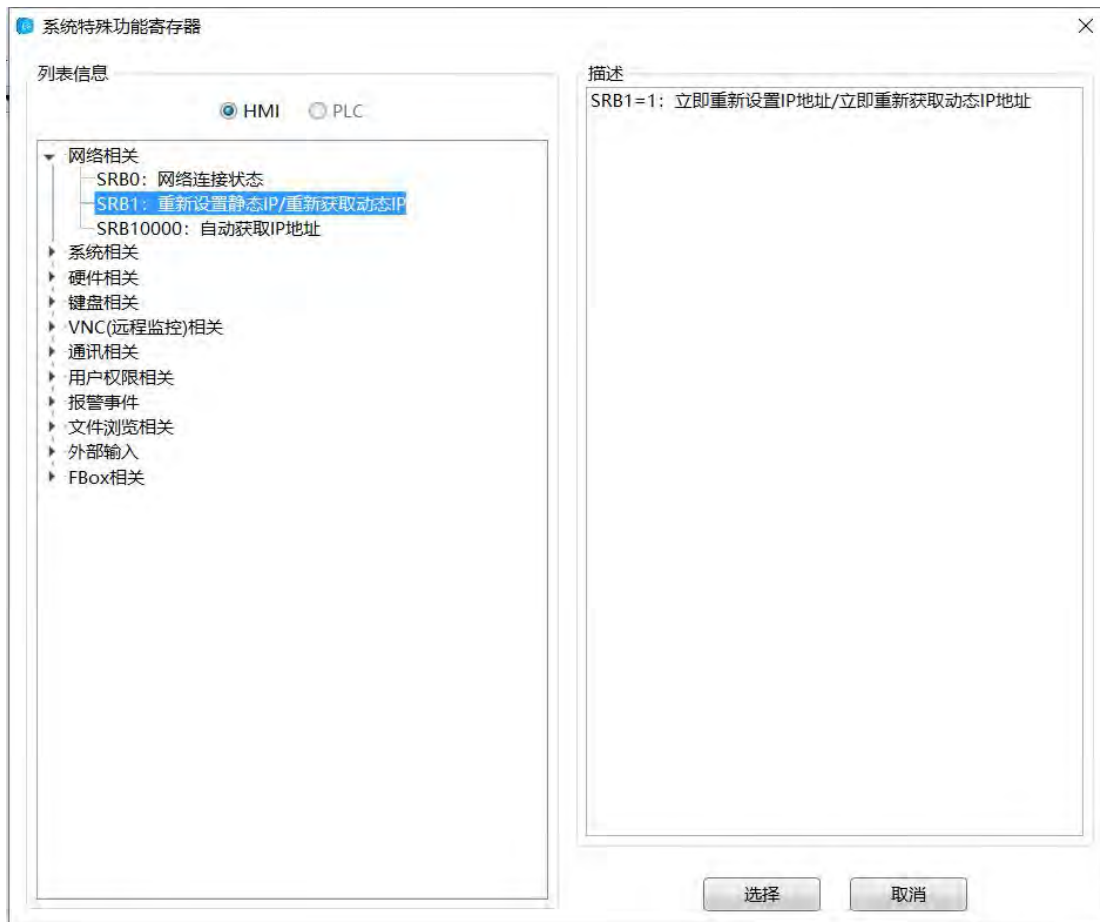 系统特殊功能寄存器
列表信息
HMI PLC
网络相关
SRB0：网络连接状态
SRB1：重新设置静态IP/重新获取动态IP
SRB10000：自动获取IP地址
系统相关
硬件相关
键盘相关
VNC(远程监控)相关
通讯相关
用户权限相关
报警事件
文件浏览相关
外部输入
FBox相关
描述
SRB1=1：立即重新设置IP地址/立即重新获取动态IP地址
选择 取消